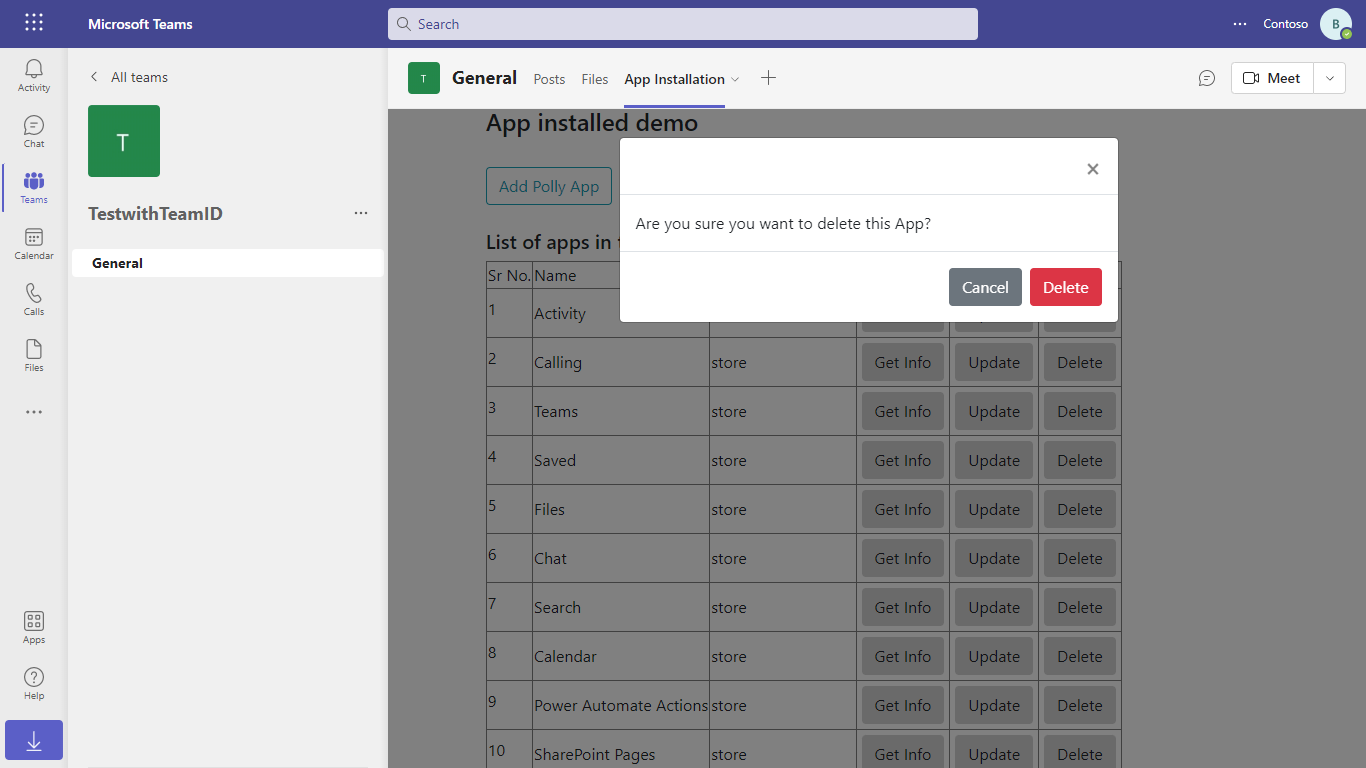 Microsoft Teams
Search
Contoso
B
Activity
Chat
Teams
Calendar
Calls
Files
Apps
Help
All teams
T
TestwithTeamID
General
T
General
Posts
Files
App Installation
Meet
App installed demo
Add Polly App
List of apps in
Are you sure you want to delete this App?
Cancel
Delete
Sr No. Name
1 Activity
2 Calling store Get Info Update Delete
3 Teams store Get Info Update Delete
4 Saved store Get Info Update Delete
5 Files store Get Info Update Delete
6 Chat store Get Info Update Delete
7 Search store Get Info Update Delete
8 Calendar store Get Info Update Delete
9 Power Automate Actions store Get Info Update Delete
10 SharePoint Pages store Get Info Update Delete